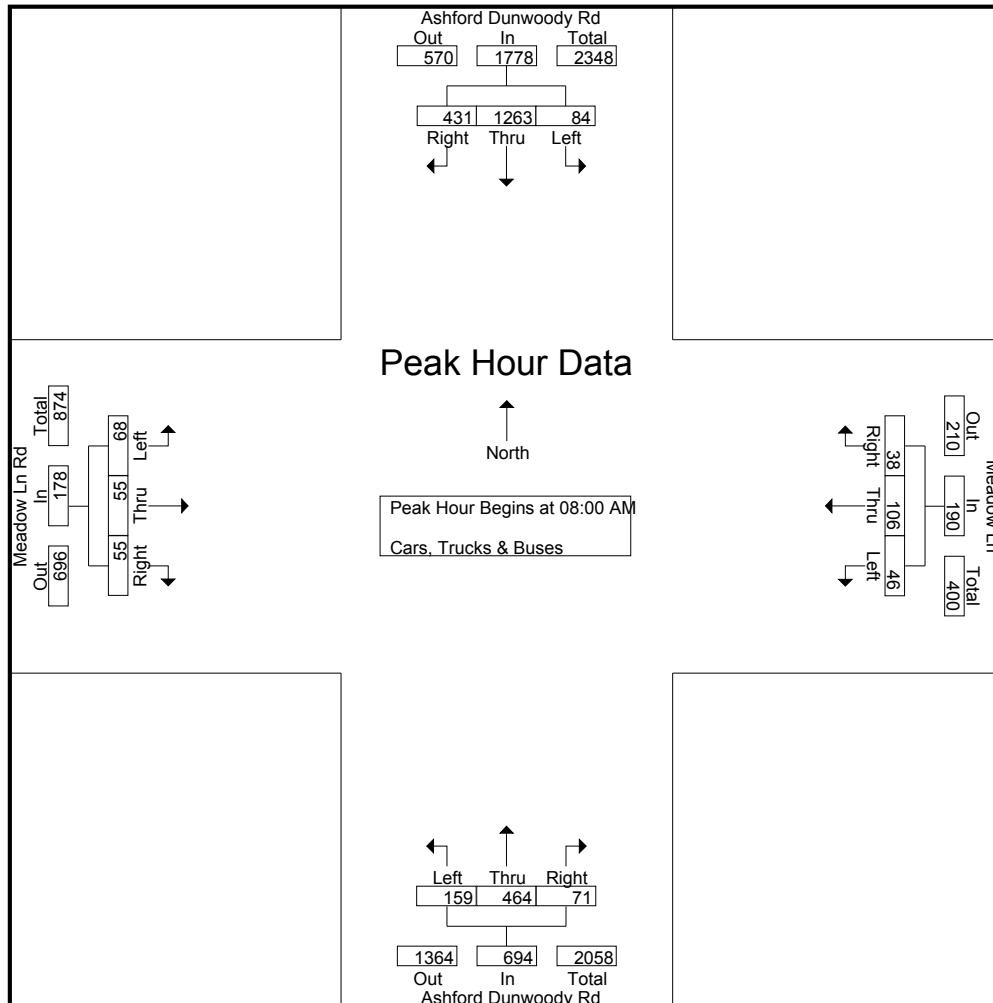 Ashford Dunwoody Rd
Out In Total
570 1778 2348
431 1263 84
Right Thru Left
Peak Hour Data
North
Peak Hour Begins at 08:00 AM
Cars, Trucks & Buses
Meadow Ln Rd
Out In Total
696 178 874
55 55 68
Right Thru Left
Meadow Ln
Out In Total
210 190 400
38 106 46
Right Thru Left
Left Thru Right
159 464 71
1364 694 2058
Out In Total
Ashford Dunwoody Rd